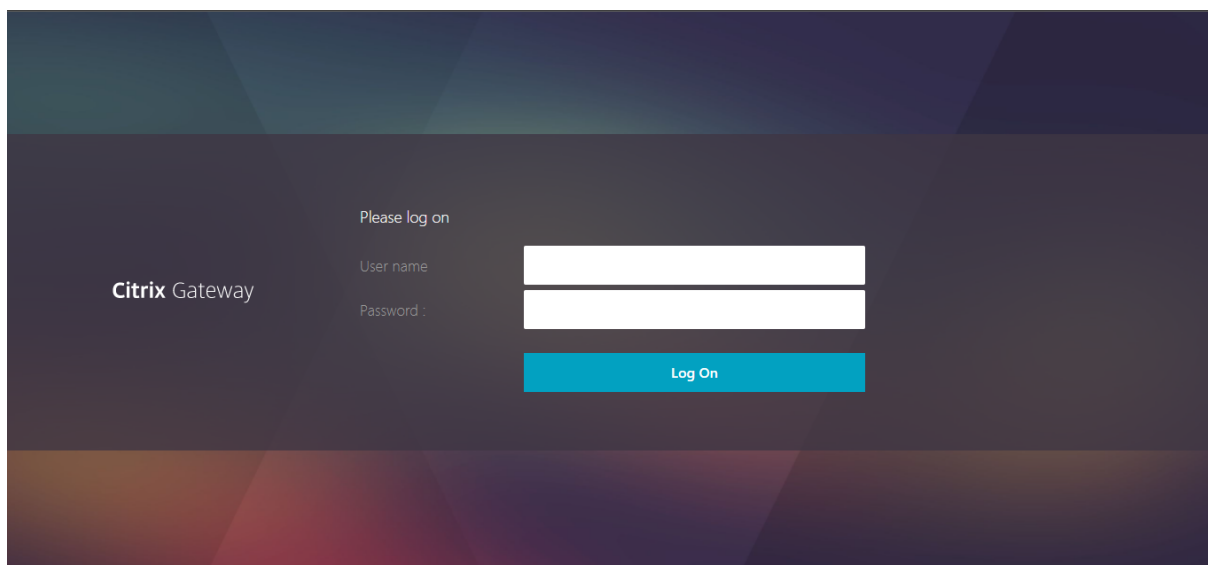 Please log on
User name
Citrix Gateway
Password :
Log On